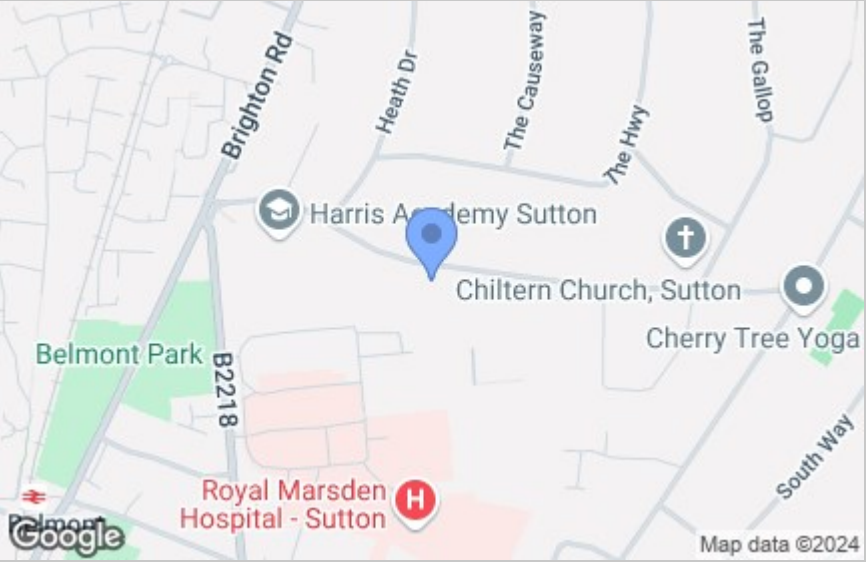 Brighton Rd
Heath Dr
The Causeway
The Hwy
The Gallop
Harris Academy Sutton
Chiltern Church, Sutton
Cherry Tree Yoga
Belmont Park
B2218
South Way
Royal Marsden
Hospital - Sutton
H
Belmont
Google
Map data ©2024